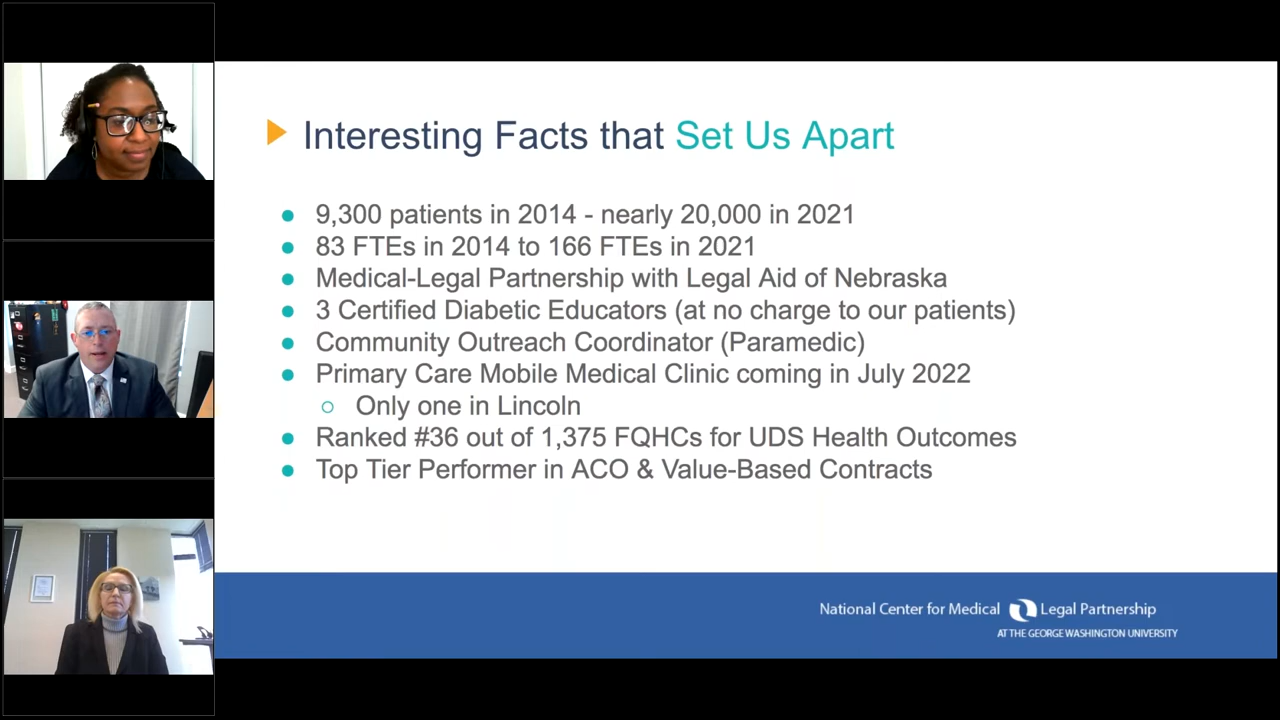 Interesting Facts that Set Us Apart
9,300 patients in 2014 - nearly 20,000 in 2021
83 FTEs in 2014 to 166 FTEs in 2021
Medical-Legal Partnership with Legal Aid of Nebraska
3 Certified Diabetic Educators (at no charge to our patients)
Community Outreach Coordinator (Paramedic)
Primary Care Mobile Medical Clinic coming in July 2022
Only one in Lincoln
Ranked #36 out of 1,375 FQHCs for UDS Health Outcomes
Top Tier Performer in ACO & Value-Based Contracts
National Center for Medical Legal Partnership
AT THE GEORGE WASHINGTON UNIVERSITY